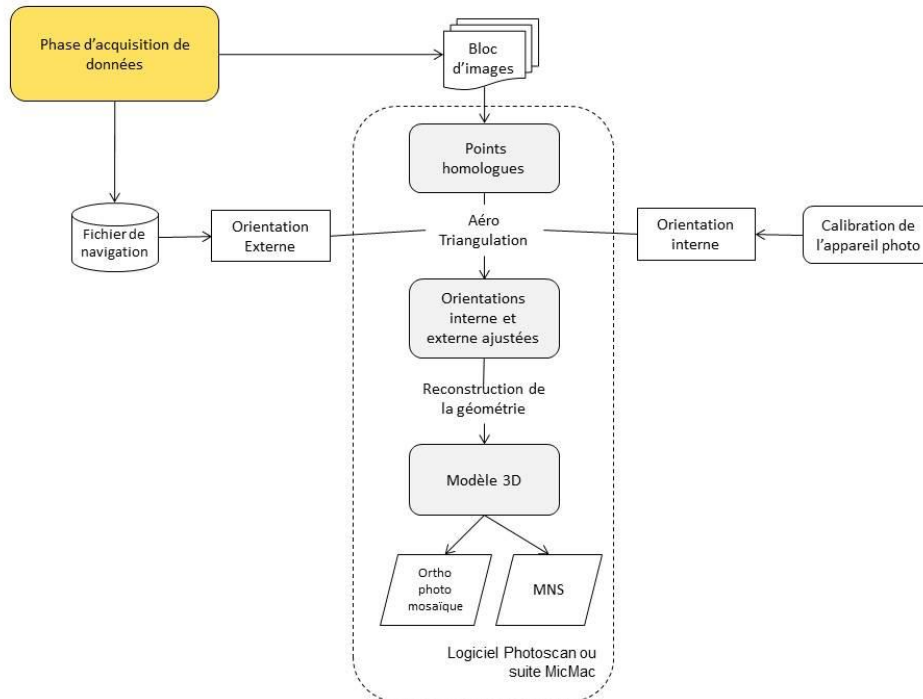 Phase d'acquisition de
données
Bloc
d'images
Points
homologues
Fichier de
navigation
Orientation
Externe
Aéro
Triangulation
Orientation
interne
Calibration de
l'appareil photo
Orientations
interne et
externe ajustées
Reconstruction de
la géométrie
Modèle 3D
Ortho
photo
mosaïque
MNS
Logiciel Photoscan ou
suite MicMac